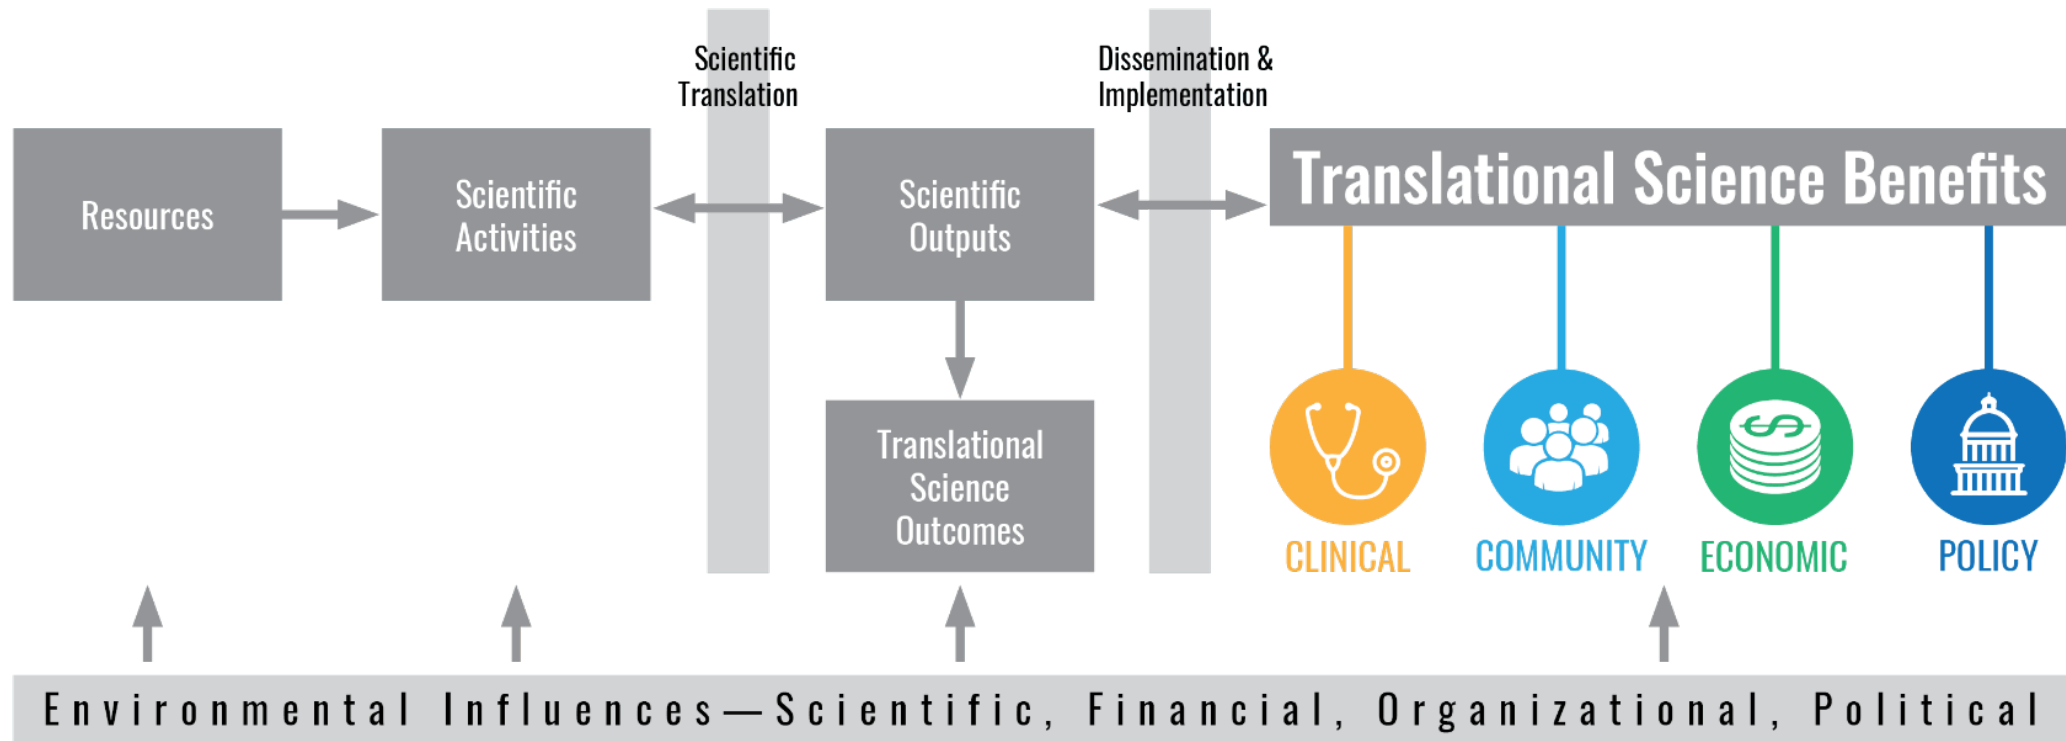 Scientific
Translation
Dissemination &
Implementation
Resources
Scientific
Activities
Scientific
Outputs
Translational Science Benefits
Translational
Science
Outcomes
CLINICAL
COMMUNITY
ECONOMIC
POLICY
Environmental Influences—Scientific, Financial, Organizational, Political